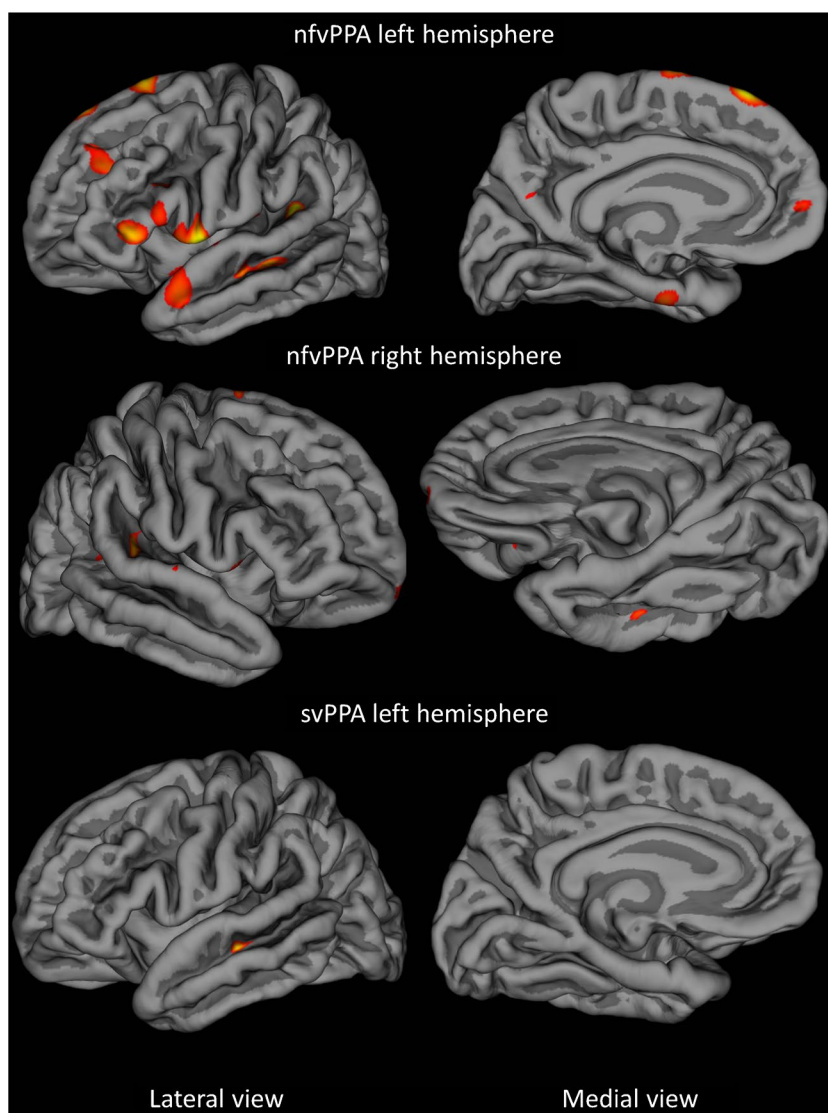 nfvPPA left hemisphere
nfvPPA right hemisphere
svPPA left hemisphere
Lateral view
Medial view